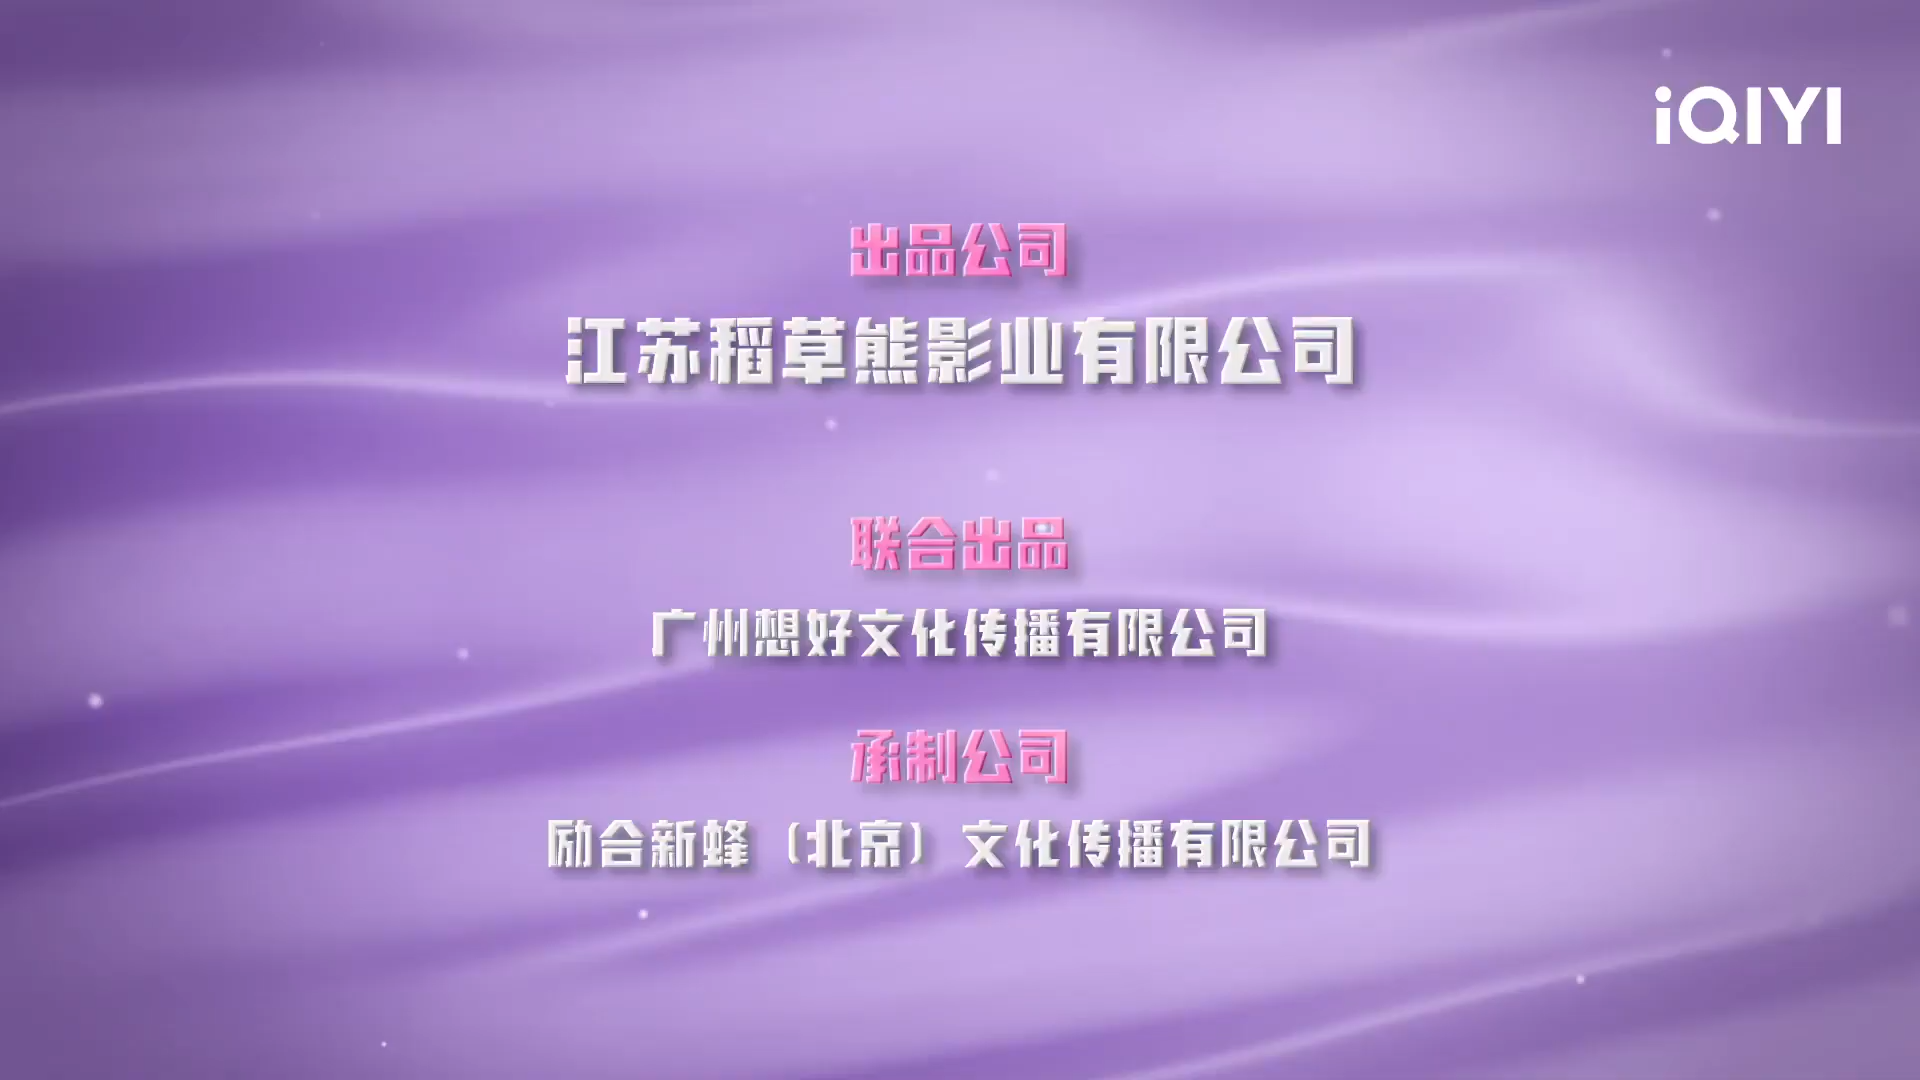 iQIYI
出品公司
江苏稻草熊影业有限公司
联合出品
广州想好文化传播有限公司
承制公司
励合新蜂（北京）文化传播有限公司